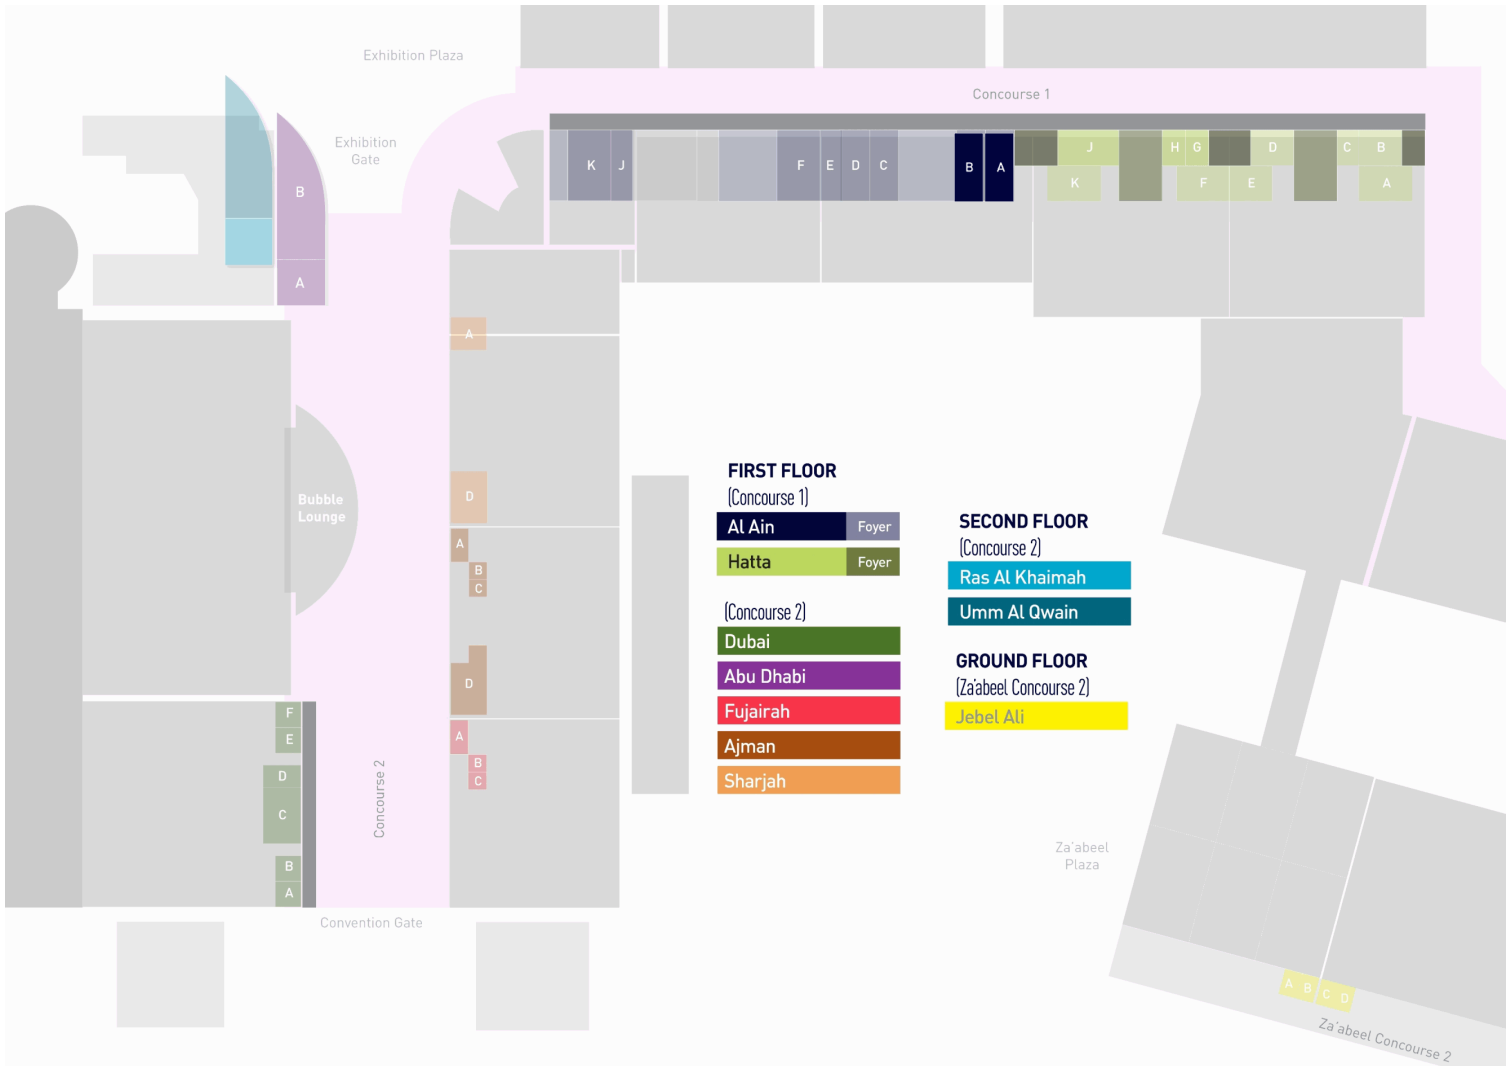 Exhibition Plaza
Concourse 1
Exhibition
Gate
B
A
K
J
F
E
D
C
B
A
J
H
G
D
C
B
K
F
E
A
A
D
A
B
C
D
A
B
C
Bubble
Lounge
F
E
D
C
B
A
Concourse 2
Convention Gate
FIRST FLOOR
(Concourse 1)
Al Ain Foyer
Hatta Foyer
(Concourse 2)
Dubai
Abu Dhabi
Fujairah
Ajman
Sharjah
SECOND FLOOR
(Concourse 2)
Ras Al Khaimah
Umm Al Qwain
GROUND FLOOR
(Za'abeel Concourse 2)
Jebel Ali
Za'abeel
Plaza
A B C D
Za'abeel Concourse 2